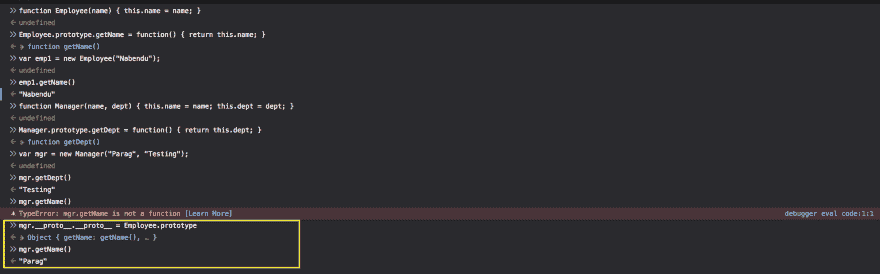 >> function Employee(name) { this.name = name; }
← undefined
>> Employee.prototype.getName = function() { return this.name; }
← ▸ function getName()
>> var emp1 = new Employee("Nabendu");
← undefined
>> emp1.getName()
← "Nabendu"
>> function Manager(name, dept) { this.name = name; this.dept = dept; }
← undefined
>> Manager.prototype.getDept = function() { return this.dept; }
← ▸ function getDept()
>> var mgr = new Manager("Parag", "Testing");
← undefined
>> mgr.getDept()
← "Testing"
>> mgr.getName()
TypeError: mgr.getName is not a function [Learn More] debugger eval code:1:1
>> mgr.__proto__.__proto__ = Employee.prototype
← ▸ Object { getName: getName(), … }
>> mgr.getName()
← "Parag"